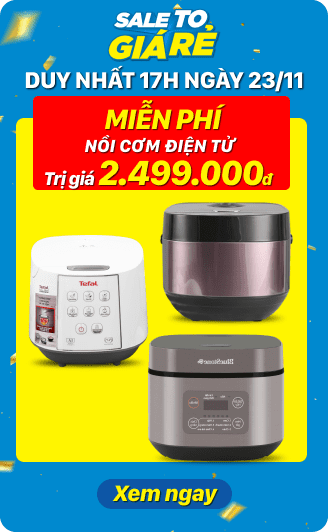 SALE TO
GIÁ RẺ
DUY NHẤT 17H NGÀY 23/11
MIỄN PHÍ
NỒI CƠM ĐIỆN TỬ
Trị giá 2.499.000đ
Tefal
BlueStone
Xem ngay